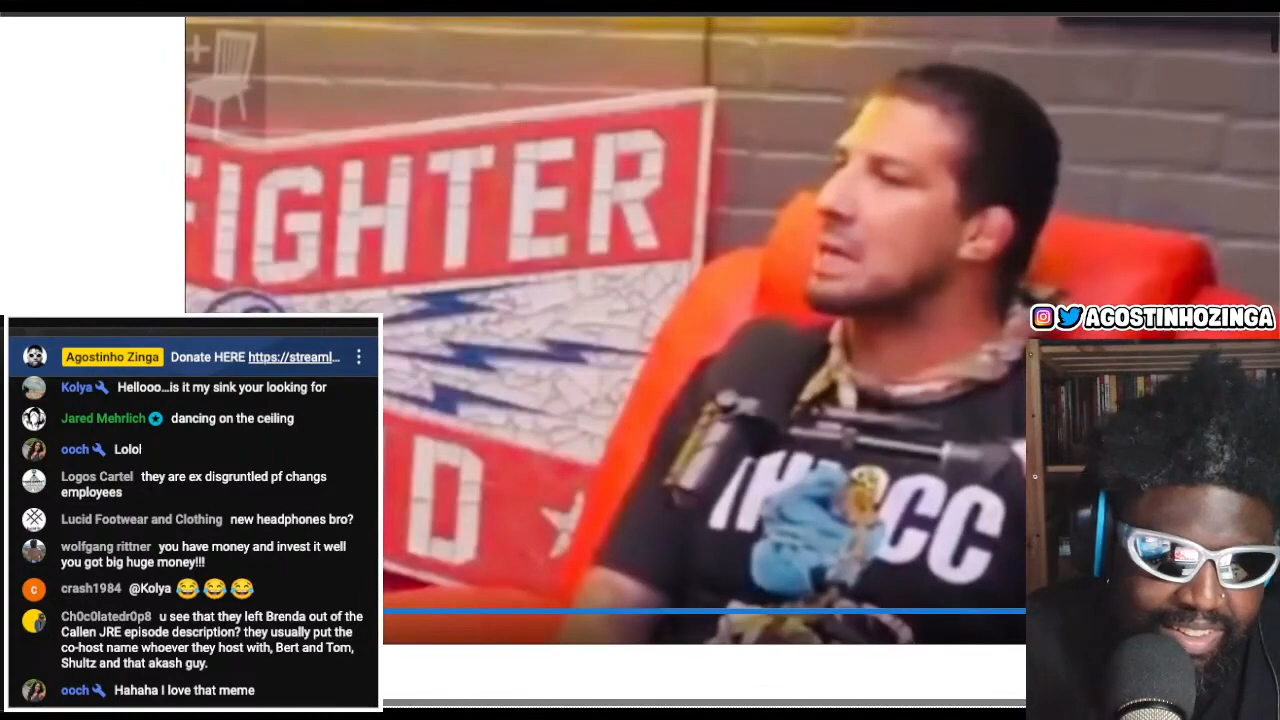 FIGHTER
D
CC
AGOSTINHOZINGA
Agostinho Zinga Donate HERE https://streaml...
Kolya Hellooo...is it my sink your looking for
Jared Mehrlich dancing on the ceiling
ooch Lolol
Logos Cartel they are ex disgruntled pf changs
employees
Lucid Footwear and Clothing new headphones bro?
wolfgang rittner you have money and invest it well
you got big huge money!!!
C
crash1984 @Kolya 😂😂😂
Ch0c0latedr0p8 u see that they left Brenda out of the
Callen JRE episode description? they usually put the
co-host name whoever they host with, Bert and Tom,
Shultz and that akash guy.
ooch Hahaha I love that meme